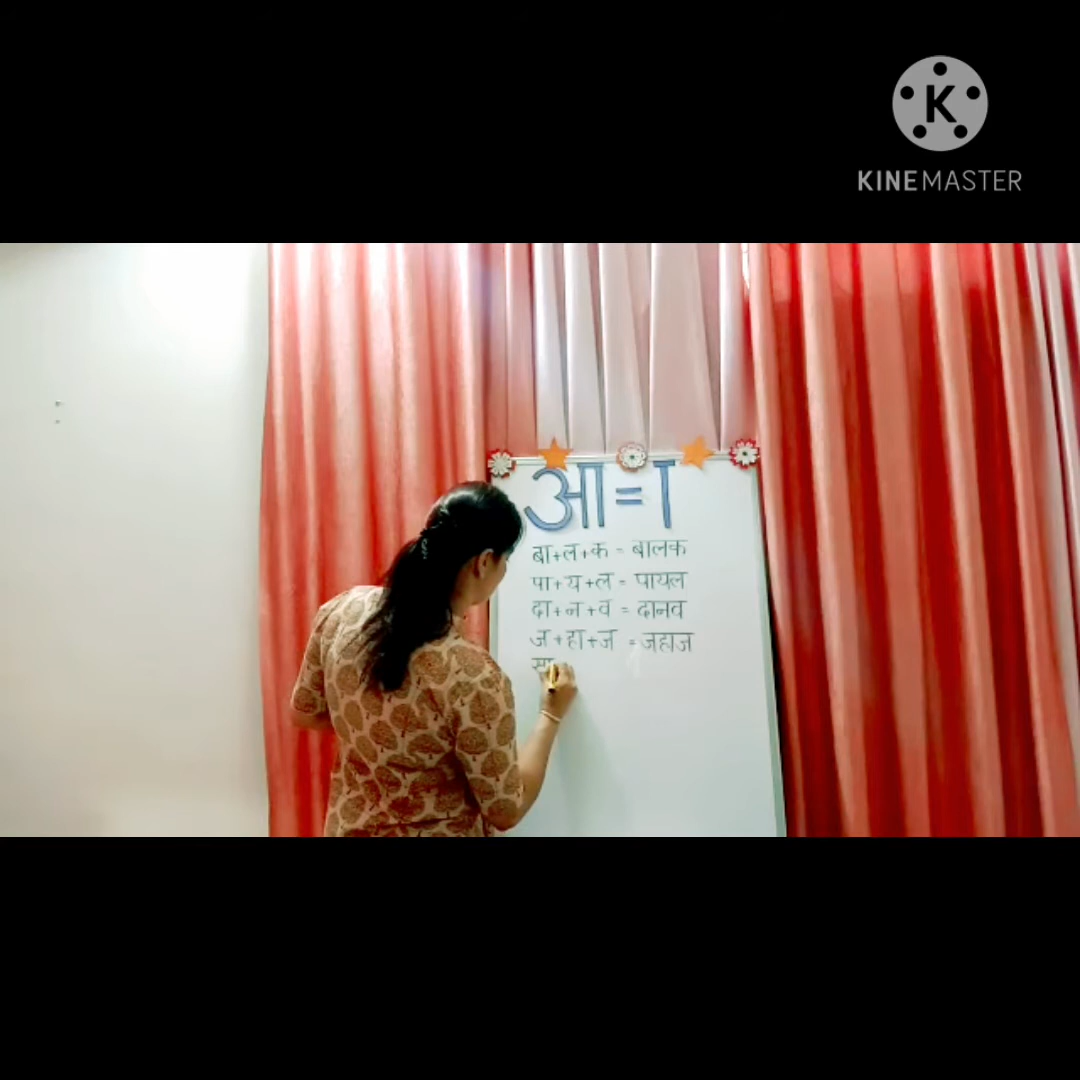 KINEMASTER
आ = ा
बा+ल+क = बालक
पा+य+ल = पायल
दा+न+व = दानव
ज+हा+ज = जहाज
सा